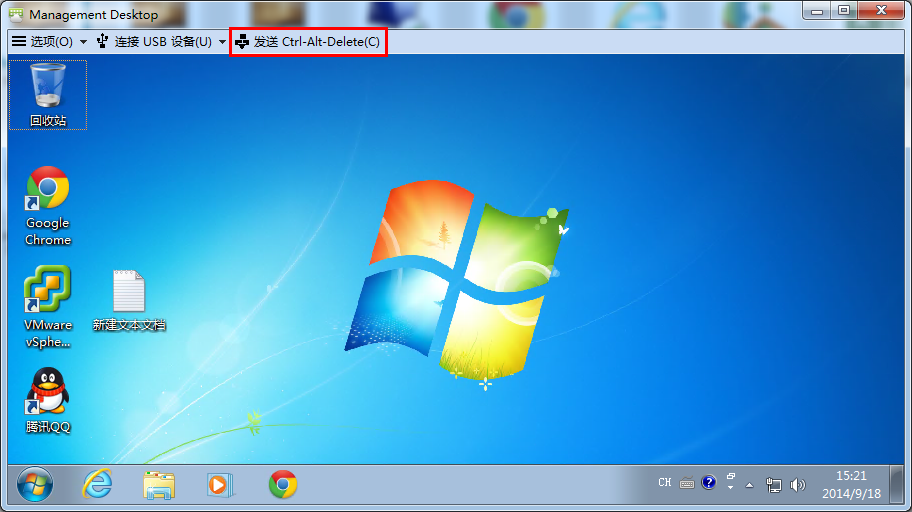 Management Desktop
选项(O) 连接 USB 设备(U) 发送 Ctrl-Alt-Delete(C)
回收站
Google
Chrome
VMware
vSphe...
新建文本文档
腾讯QQ
CH
15:21
2014/9/18